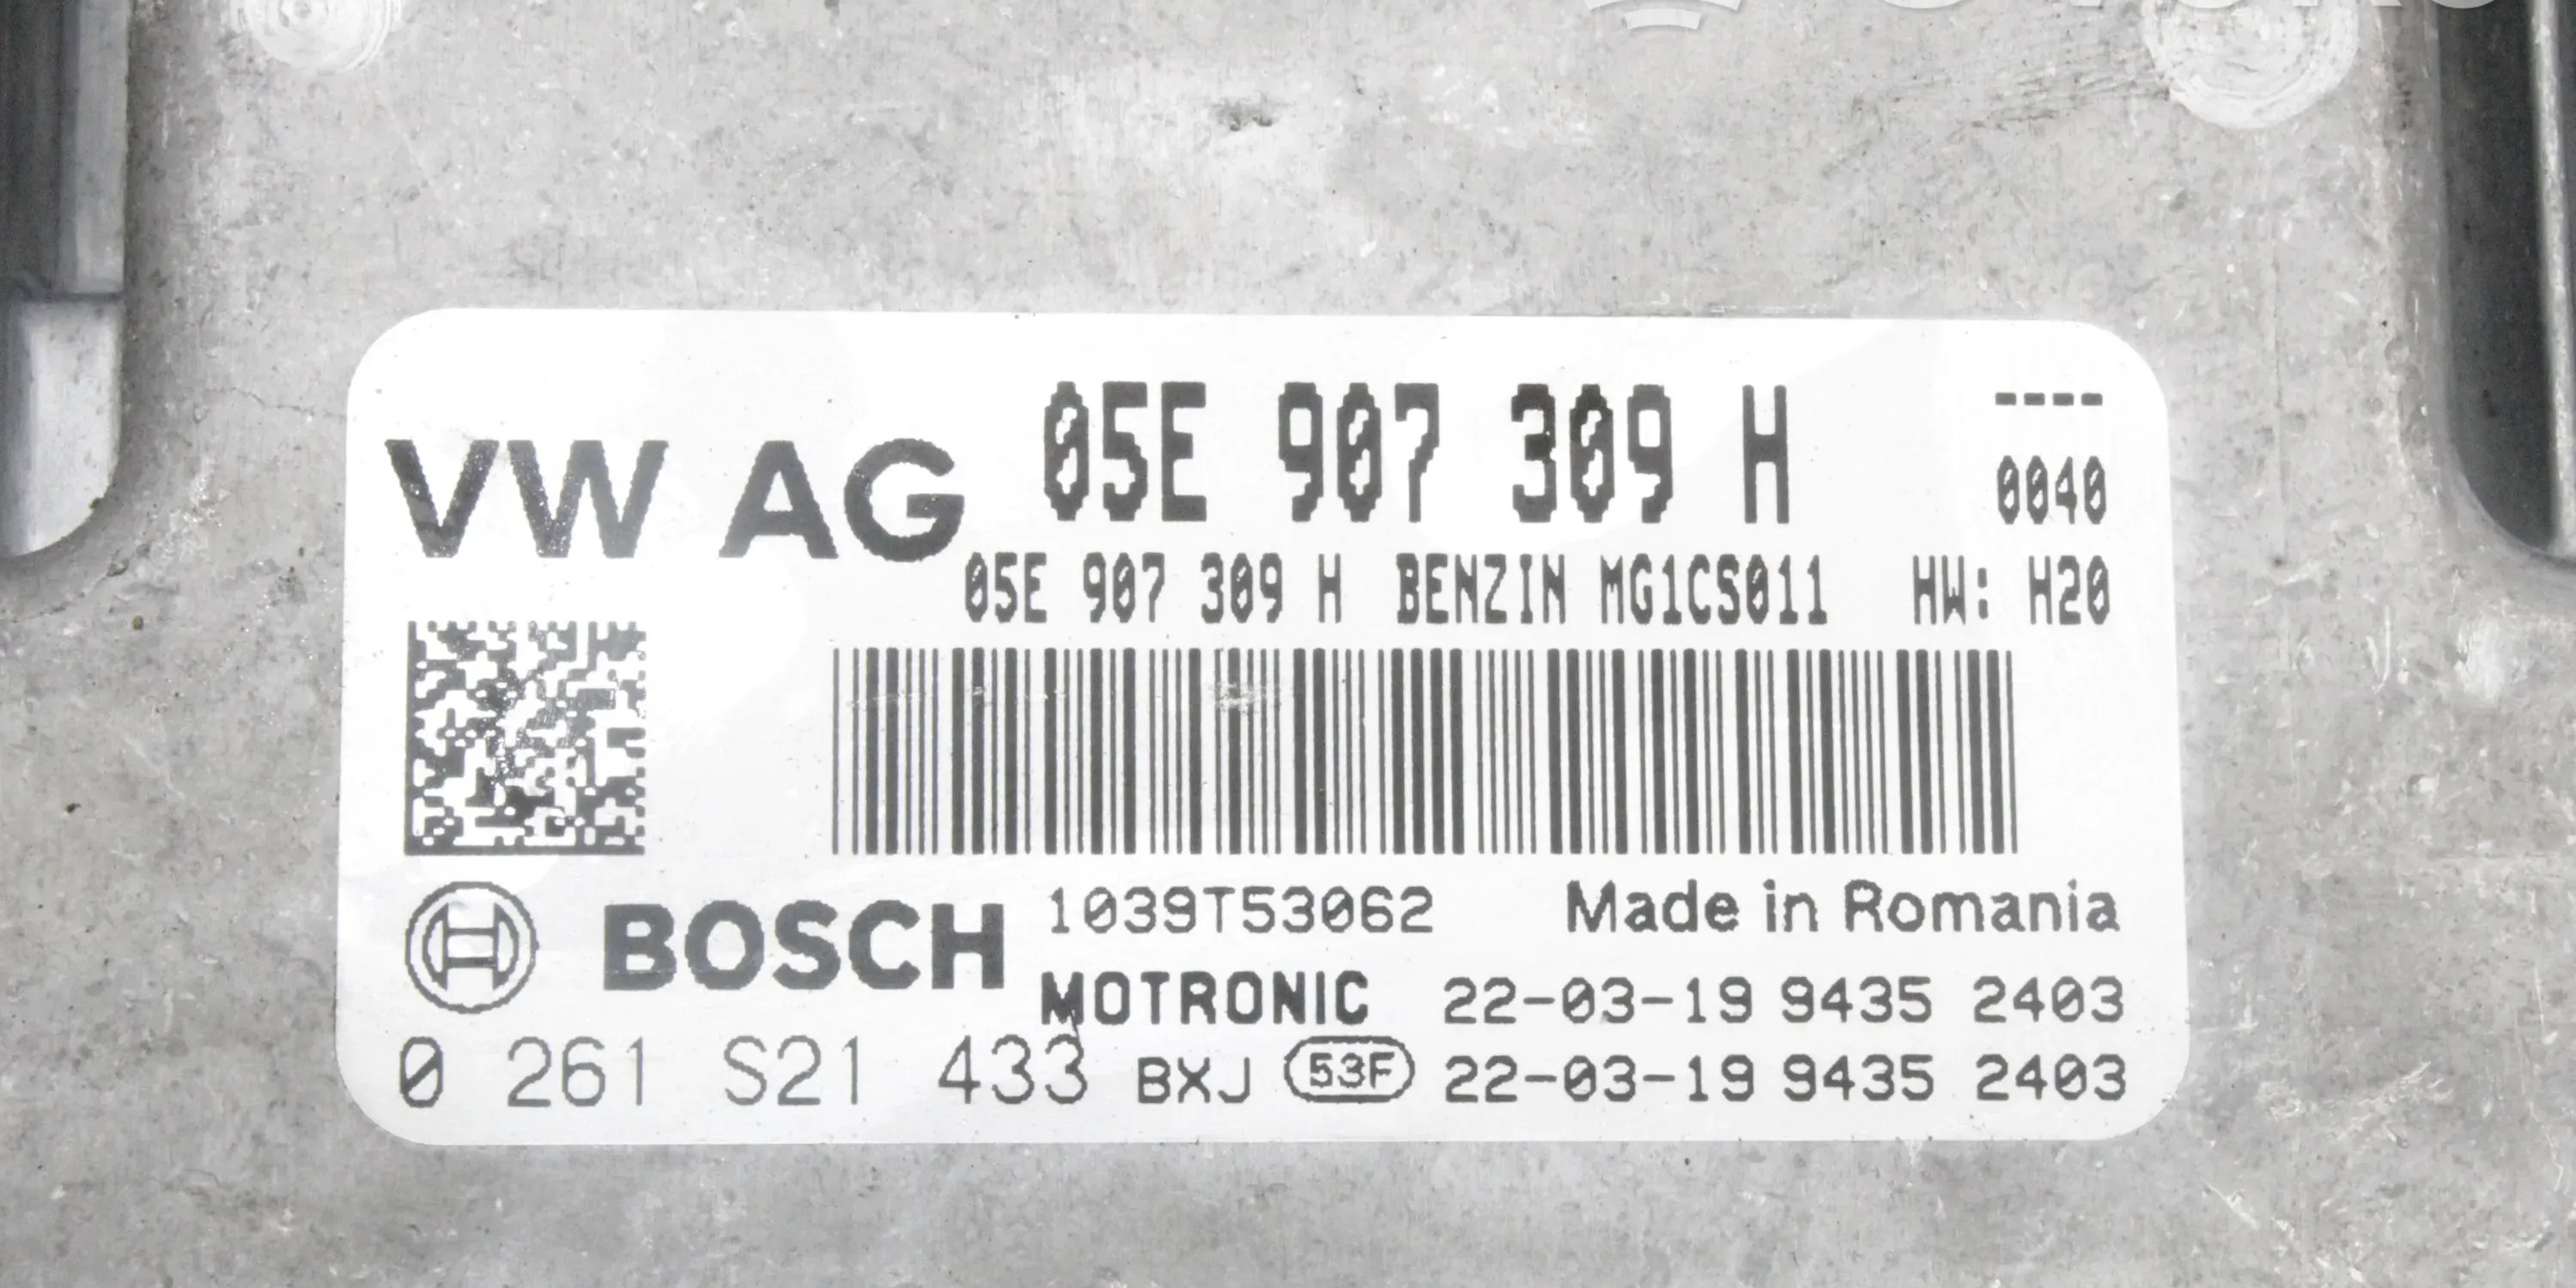 VW AG 05E 907 309 H ----
0040
05E 907 309 H BENZIN MG1CS011 HW: H20
BOSCH 1039T53062 Made in Romania
MOTRONIC 22-03-19 9435 2403
0 261 S21 433 BXJ 53F 22-03-19 9435 2403